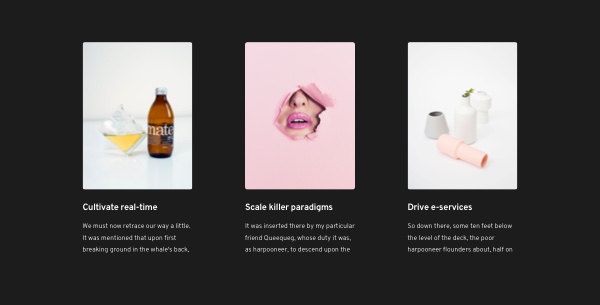 mate
Cultivate real-time
We must now retrace our way a little.
It was mentioned that upon first
breaking ground in the whale's back,
Scale killer paradigms
It was inserted there by my particular
friend Queequeg, whose duty it was,
as harpooneer, to descend upon the
Drive e-services
So down there, some ten feet below
the level of the deck, the poor
harpooneer flounders about, half on